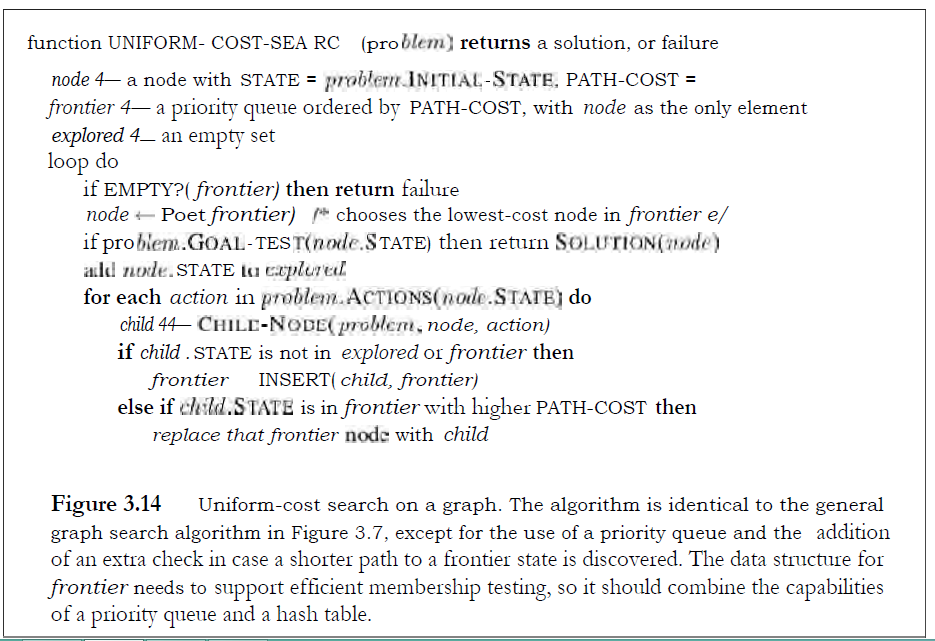 function UNIFORM- COST-SEA RC (problem) returns a solution, or failure
node 4— a node with STATE = problem.INITIAL-STATE, PATH-COST =
frontier 4— a priority queue ordered by PATH-COST, with node as the only element
explored 4— an empty set
loop do
if EMPTY?( frontier) then return failure
node ← Poet frontier) /* chooses the lowest-cost node in frontier e/
if problem.GOAL-TEST(node.STATE) then return SOLUTION(node)
add node.STATE to explored
for each action in problem.ACTIONS(node.STATE) do
child 44— CHILD-NODE(problem, node, action)
if child . STATE is not in explored or frontier then
frontier INSERT( child, frontier)
else if child.STATE is in frontier with higher PATH-COST then
replace that frontier node with child
Figure 3.14 Uniform-cost search on a graph. The algorithm is identical to the general
graph search algorithm in Figure 3.7, except for the use of a priority queue and the addition
of an extra check in case a shorter path to a frontier state is discovered. The data structure for
frontier needs to support efficient membership testing, so it should combine the capabilities
of a priority queue and a hash table.